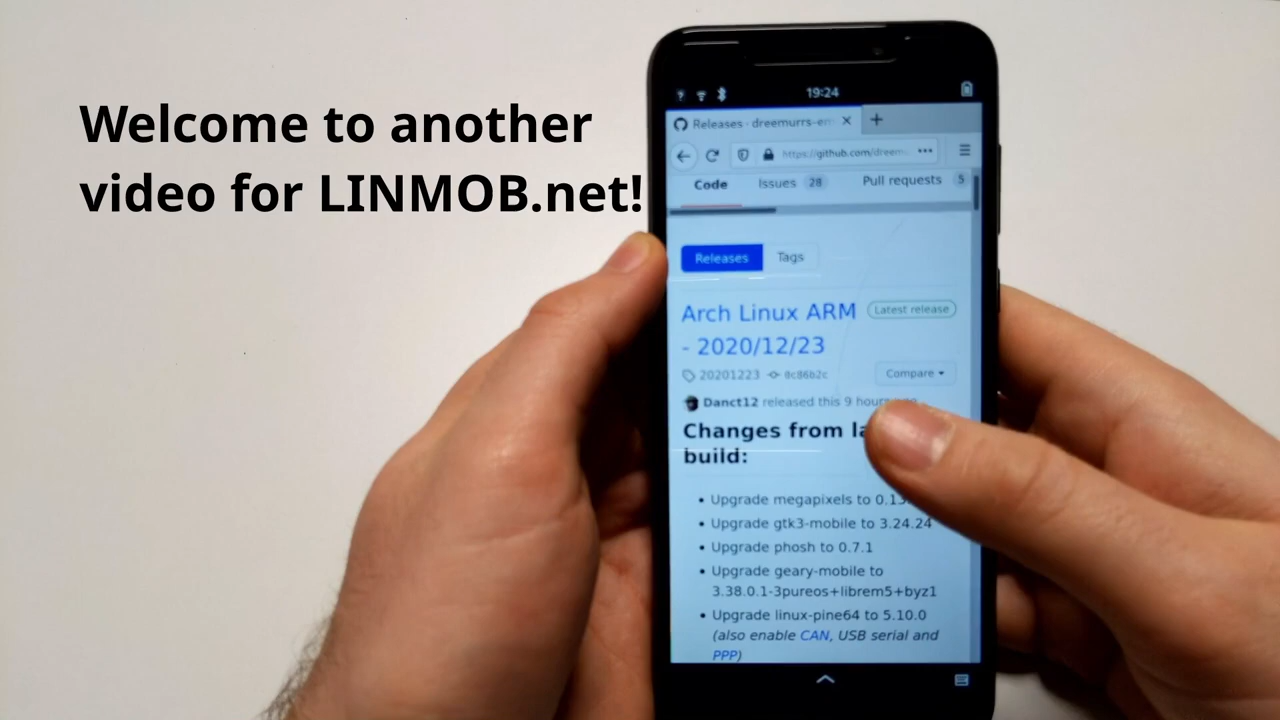 Welcome to another
video for LINMOB.net!
19:24
Releases · dreemurrs-em
https://github.com/dreem
Code Issues 28 Pull requests 5
Releases Tags
Arch Linux ARM Latest release
- 2020/12/23
20201223 0c86b2c Compare
Danct12 released this 9 hours
Changes from la
build:
• Upgrade megapixels to 0.13
• Upgrade gtk3-mobile to 3.24.24
• Upgrade phosh to 0.7.1
• Upgrade geary-mobile to
3.38.0.1-3pureos+librem5+byz1
• Upgrade linux-pine64 to 5.10.0
(also enable CAN, USB serial and
PPP)